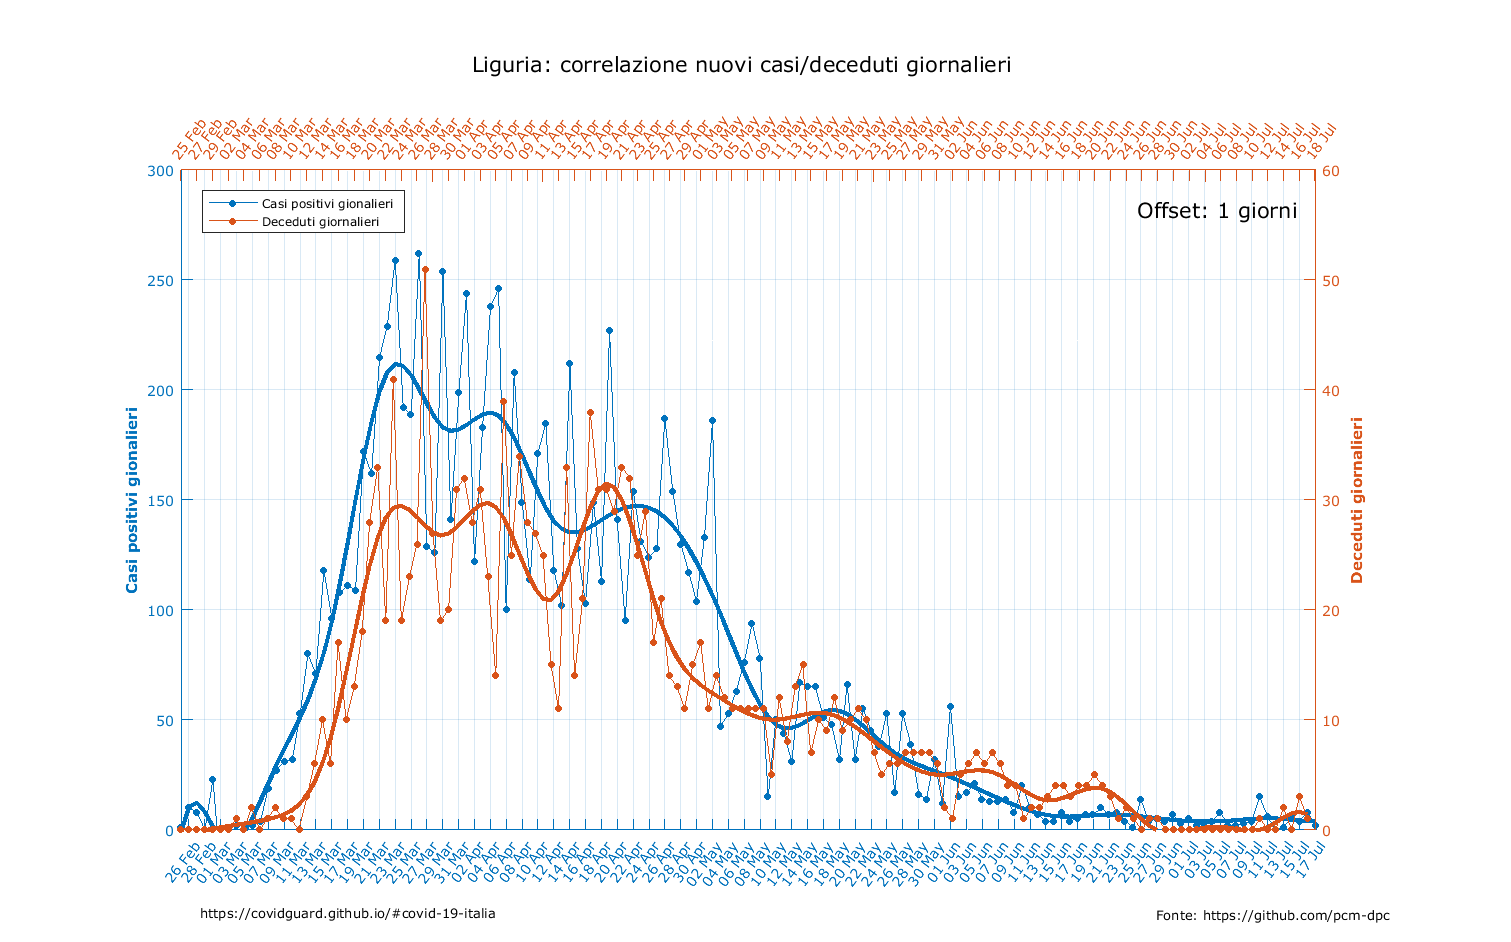 Liguria: correlazione nuovi casi/deceduti giornalieri
25 Feb
27 Feb
29 Feb
02 Mar
04 Mar
06 Mar
08 Mar
10 Mar
12 Mar
14 Mar
16 Mar
18 Mar
20 Mar
22 Mar
24 Mar
26 Mar
28 Mar
30 Mar
01 Apr
03 Apr
05 Apr
07 Apr
09 Apr
11 Apr
13 Apr
15 Apr
17 Apr
19 Apr
21 Apr
23 Apr
25 Apr
27 Apr
29 Apr
01 May
03 May
05 May
07 May
09 May
11 May
13 May
15 May
17 May
19 May
21 May
23 May
25 May
27 May
29 May
31 May
02 Jun
04 Jun
06 Jun
08 Jun
10 Jun
12 Jun
14 Jun
16 Jun
18 Jun
20 Jun
22 Jun
24 Jun
26 Jun
28 Jun
30 Jun
02 Jul
04 Jul
06 Jul
08 Jul
10 Jul
12 Jul
14 Jul
16 Jul
18 Jul
Casi positivi gionalieri
Deceduti giornalieri
Offset: 1 giorni
300
250
200
150
100
50
0
Casi positivi gionalieri
60
50
40
30
20
10
0
Deceduti giornalieri
26 Feb
28 Feb
01 Mar
03 Mar
05 Mar
07 Mar
09 Mar
11 Mar
13 Mar
15 Mar
17 Mar
19 Mar
21 Mar
23 Mar
25 Mar
27 Mar
29 Mar
31 Mar
02 Apr
04 Apr
06 Apr
08 Apr
10 Apr
12 Apr
14 Apr
16 Apr
18 Apr
20 Apr
22 Apr
24 Apr
26 Apr
28 Apr
30 Apr
02 May
04 May
06 May
08 May
10 May
12 May
14 May
16 May
18 May
20 May
22 May
24 May
26 May
28 May
30 May
01 Jun
03 Jun
05 Jun
07 Jun
09 Jun
11 Jun
13 Jun
15 Jun
17 Jun
19 Jun
21 Jun
23 Jun
25 Jun
27 Jun
29 Jun
01 Jul
03 Jul
05 Jul
07 Jul
09 Jul
11 Jul
13 Jul
15 Jul
17 Jul
https://covidguard.github.io/#covid-19-italia
Fonte: https://github.com/pcm-dpc